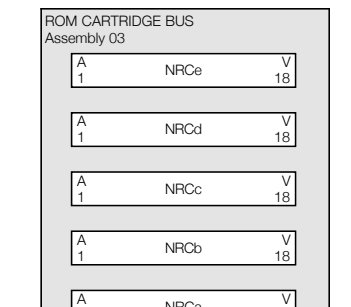 ROM CARTRIDGE BUS
Assembly 03
A NRCe V
1 18
A NRCd V
1 18
A NRCc V
1 18
A NRCb V
1 18
A V